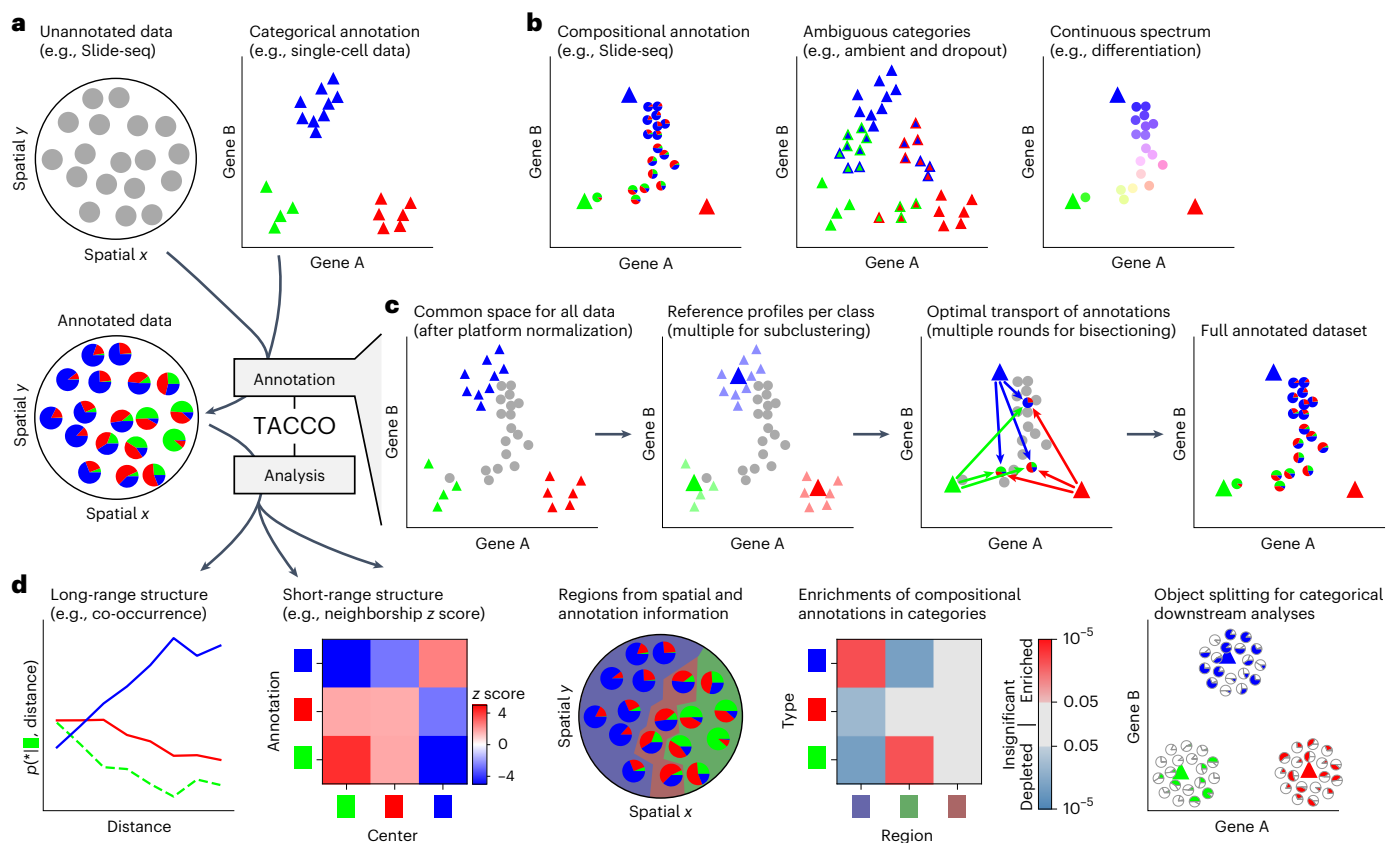 a
Unannotated data
(e.g., Slide-seq)
Spatial y
Spatial x
Categorical annotation
(e.g., single-cell data)
Gene B
Gene A
b
Compositional annotation
(e.g., Slide-seq)
Gene B
Gene A
Ambiguous categories
(e.g., ambient and dropout)
Gene B
Gene A
Continuous spectrum
(e.g., differentiation)
Gene B
Gene A
Annotated data
Spatial y
Spatial x
Annotation
TACCO
Analysis
c
Common space for all data
(after platform normalization)
Gene B
Gene A
Reference profiles per class
(multiple for subclustering)
Gene B
Gene A
Optimal transport of annotations
(multiple rounds for bisectioning)
Gene B
Gene A
Full annotated dataset
Gene B
Gene A
d
Long-range structure
(e.g., co-occurrence)
p(*| , distance)
Distance
Short-range structure
(e.g., neighborship z score)
Annotation
Center
z score
4
0
−4
Regions from spatial and
annotation information
Spatial y
Spatial x
Enrichments of compositional
annotations in categories
Type
Region
Depleted
Insignificant
Enriched
10⁻⁵
0.05
0.05
10⁻⁵
Object splitting for categorical
downstream analyses
Gene B
Gene A